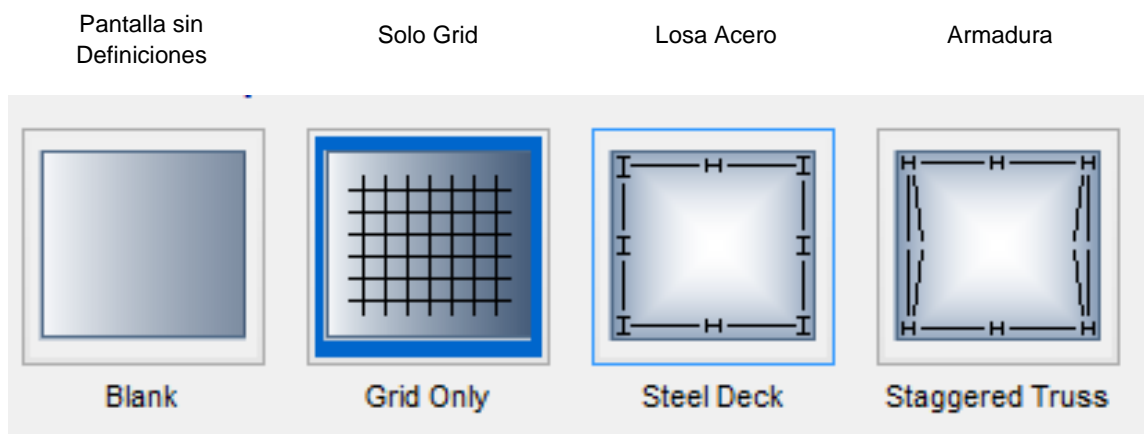 Pantalla sin
Definiciones
Solo Grid
Losa Acero
Armadura
Blank
Grid Only
Steel Deck
Staggered Truss